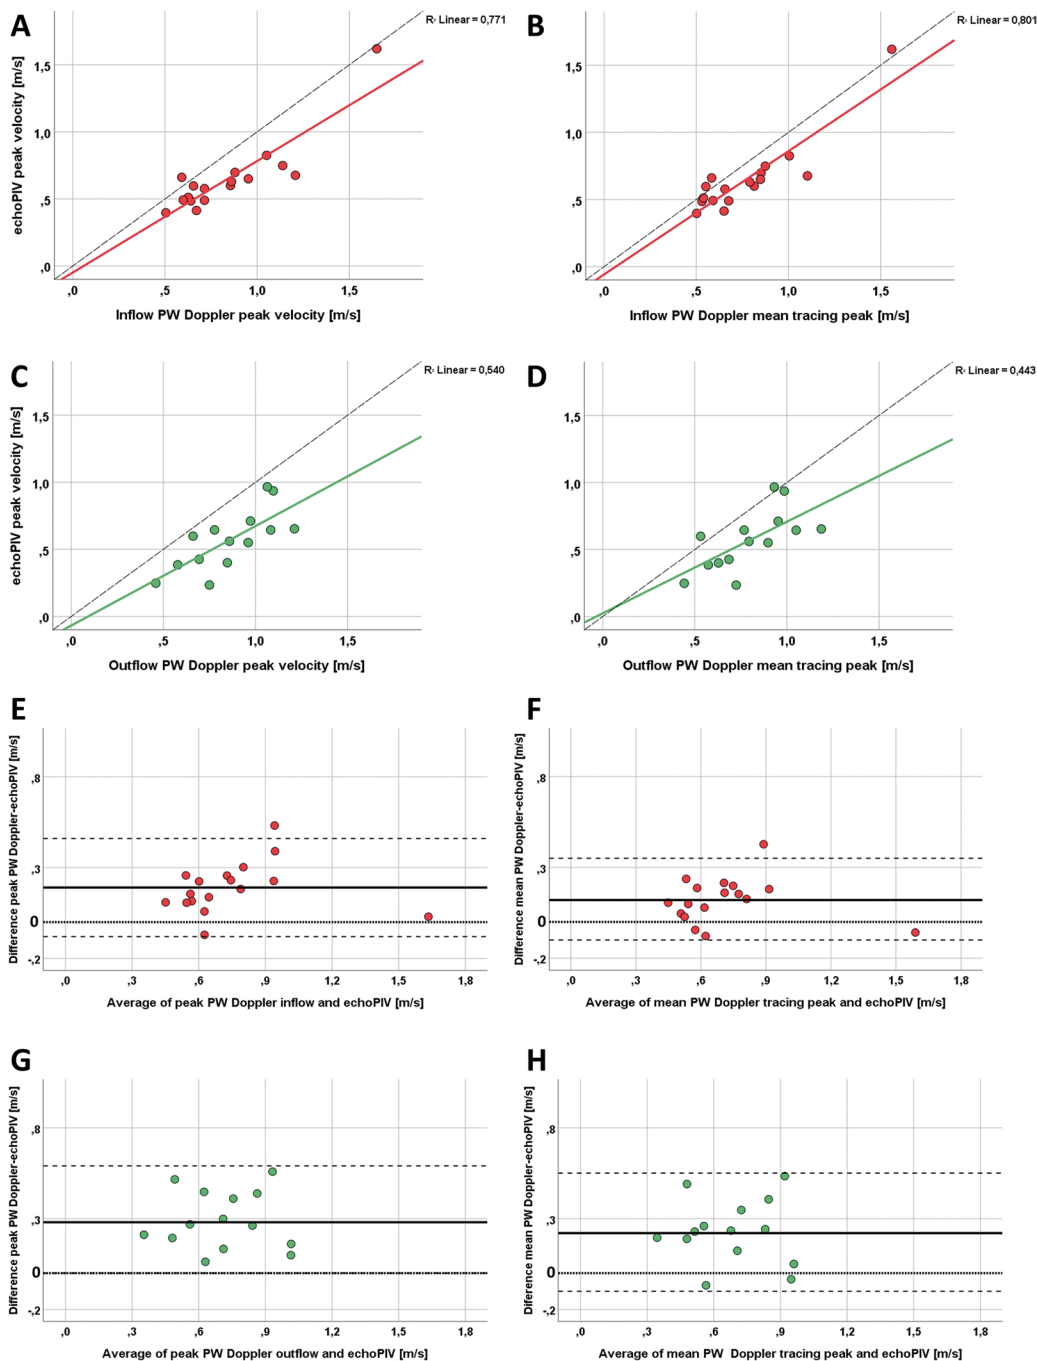 A
R² Linear = 0,771
echoPIV peak velocity [m/s]
1,5
1,0
,5
,0
,0 ,5 1,0 1,5
Inflow PW Doppler peak velocity [m/s]
B
R² Linear = 0,801
1,5
1,0
,5
,0
,0 ,5 1,0 1,5
Inflow PW Doppler mean tracing peak [m/s]
C
R² Linear = 0,540
echoPIV peak velocity [m/s]
1,5
1,0
,5
,0
,0 ,5 1,0 1,5
Outflow PW Doppler peak velocity [m/s]
D
R² Linear = 0,443
1,5
1,0
,5
,0
,0 ,5 1,0 1,5
Outflow PW Doppler mean tracing peak [m/s]
E
Difference peak PW Doppler-echoPIV [m/s]
,8
,3
0
-,2
,0 ,3 ,6 ,9 1,2 1,5 1,8
Average of peak PW Doppler inflow and echoPIV [m/s]
F
Difference mean PW Doppler-echoPIV [m/s]
,8
,3
0
-,2
,0 ,3 ,6 ,9 1,2 1,5 1,8
Average of mean PW Doppler tracing peak and echoPIV [m/s]
G
Difference peak PW Doppler-echoPIV [m/s]
,8
,3
0
-,2
,0 ,3 ,6 ,9 1,2 1,5 1,8
Average of peak PW Doppler outflow and echoPIV [m/s]
H
Difference mean PW Doppler-echoPIV [m/s]
,8
,3
0
-,2
,0 ,3 ,6 ,9 1,2 1,5 1,8
Average of mean PW Doppler tracing peak and echoPIV [m/s]